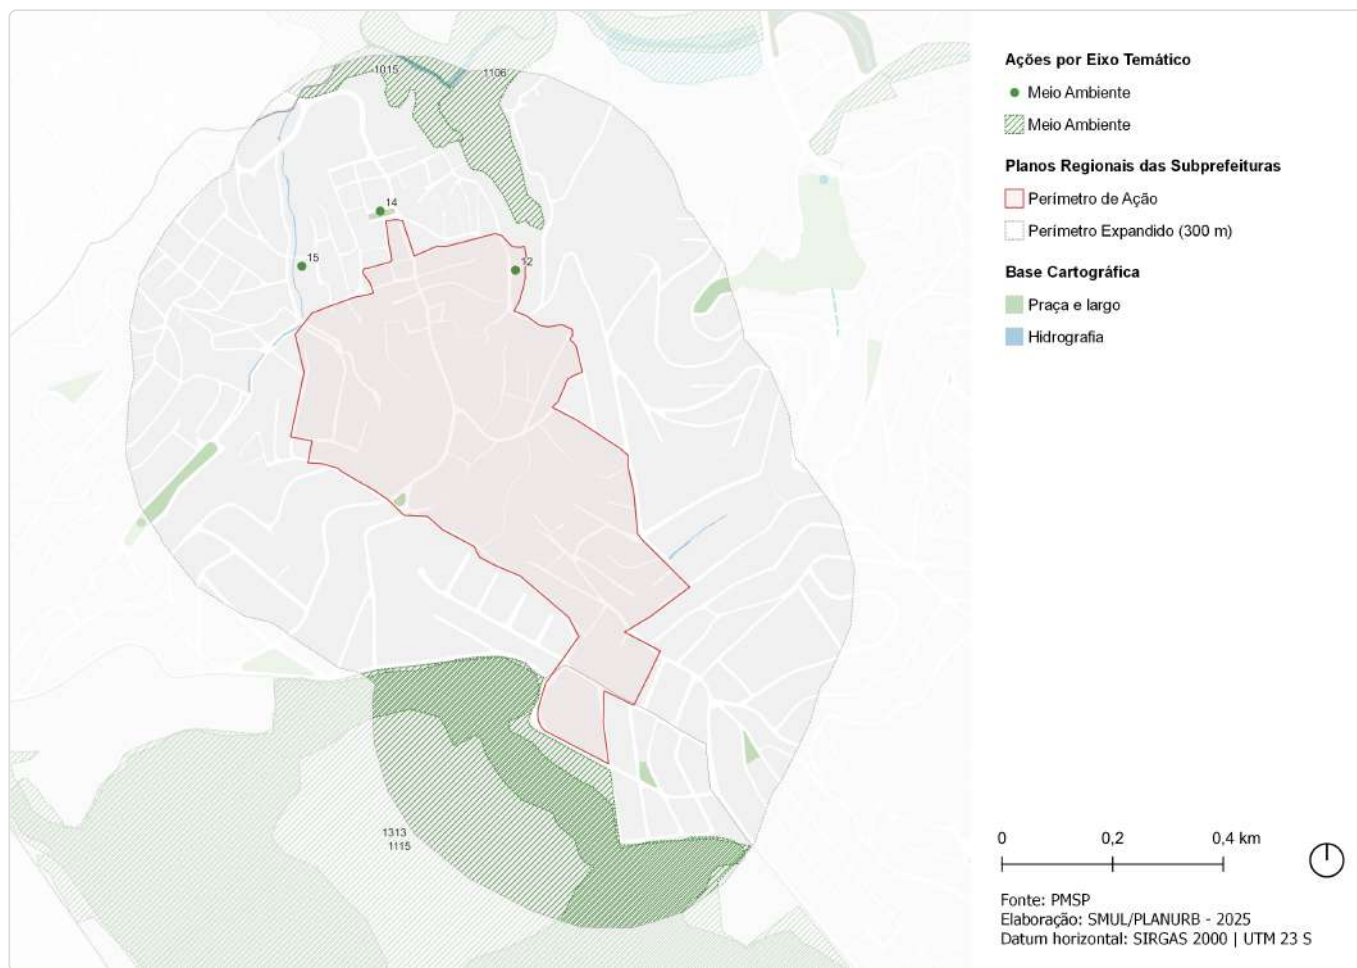 1015
1106
14
15
12
1313
1115
Ações por Eixo Temático
Meio Ambiente
Meio Ambiente
Planos Regionais das Subprefeituras
Perímetro de Ação
Perímetro Expandido (300 m)
Base Cartográfica
Praça e largo
Hidrografia
0 0,2 0,4 km
Fonte: PMSP
Elaboração: SMUL/PLANURB - 2025
Datum horizontal: SIRGAS 2000 | UTM 23 S